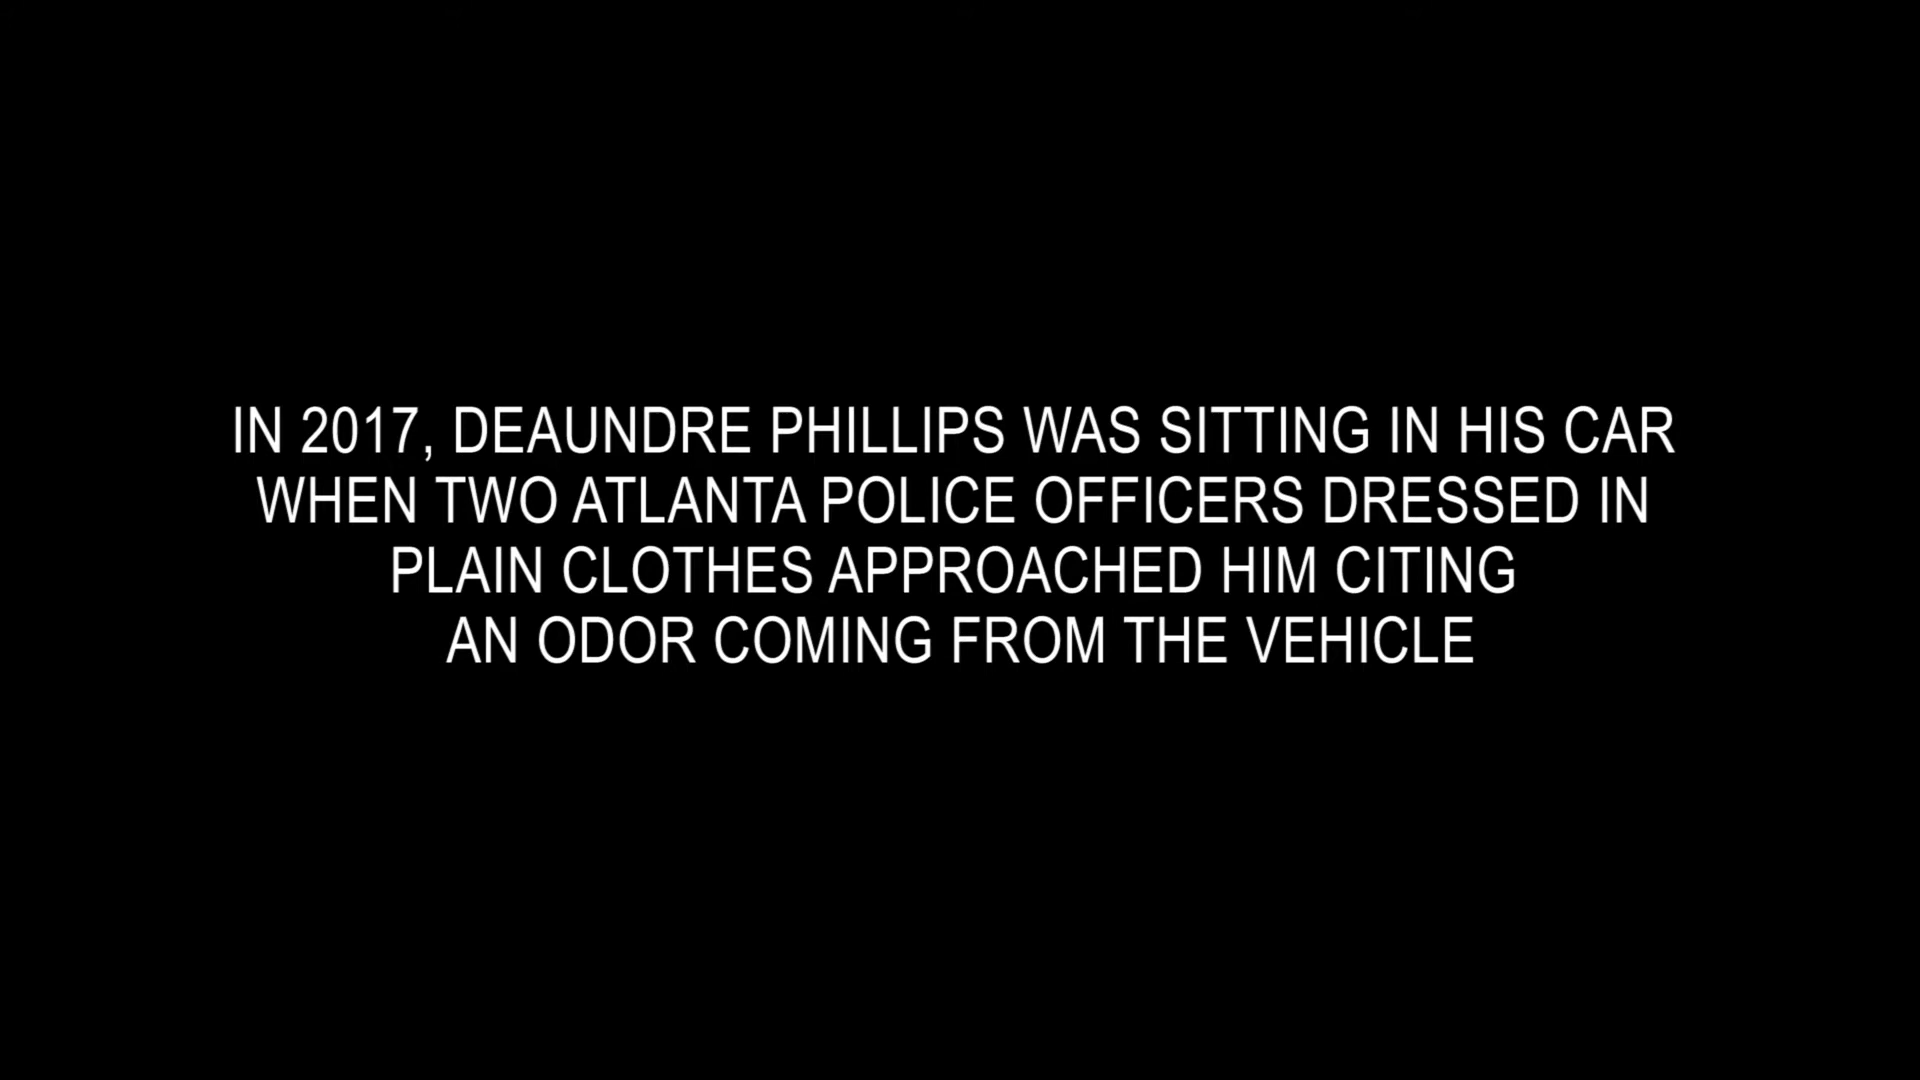 IN 2017, DEAUNDRE PHILLIPS WAS SITTING IN HIS CAR
WHEN TWO ATLANTA POLICE OFFICERS DRESSED IN
PLAIN CLOTHES APPROACHED HIM CITING
AN ODOR COMING FROM THE VEHICLE